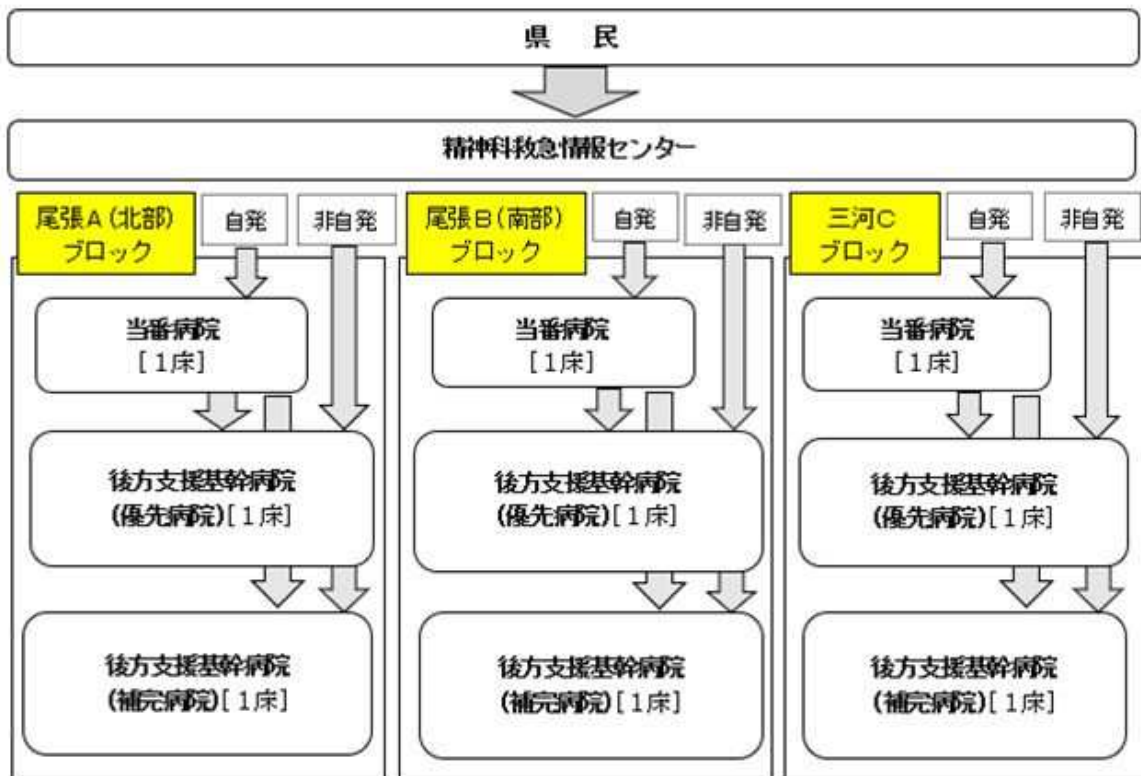 県　民
精神科救急情報センター
尾張A(北部)
ブロック
自発
非自発
当番病院
[１床]
後方支援基幹病院
(優先病院)[１床]
後方支援基幹病院
(補完病院)[１床]
尾張B(南部)
ブロック
自発
非自発
当番病院
[１床]
後方支援基幹病院
(優先病院)[１床]
後方支援基幹病院
(補完病院)[１床]
三河C
ブロック
自発
非自発
当番病院
[１床]
後方支援基幹病院
(優先病院)[１床]
後方支援基幹病院
(補完病院)[１床]